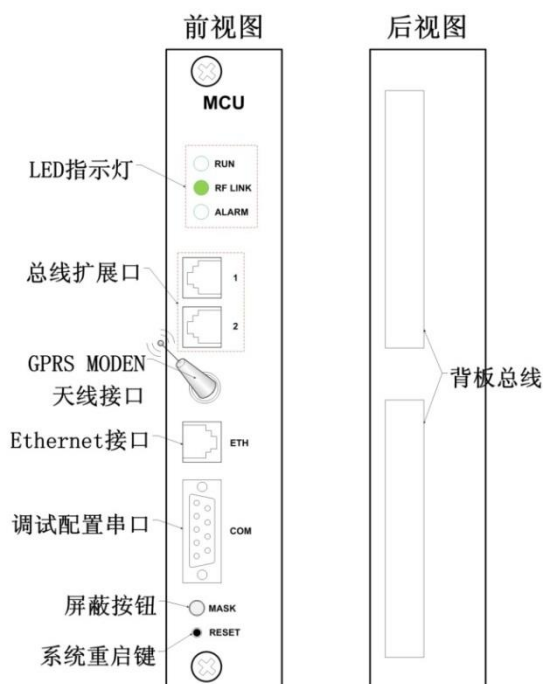 前视图
后视图
MCU
LED指示灯
RUN
RF LINK
ALARM
总线扩展口
1
2
GPRS MODEN
天线接口
背板总线
Ethernet接口
ETH
调试配置串口
COM
屏蔽按钮
MASK
系统重启键
RESET